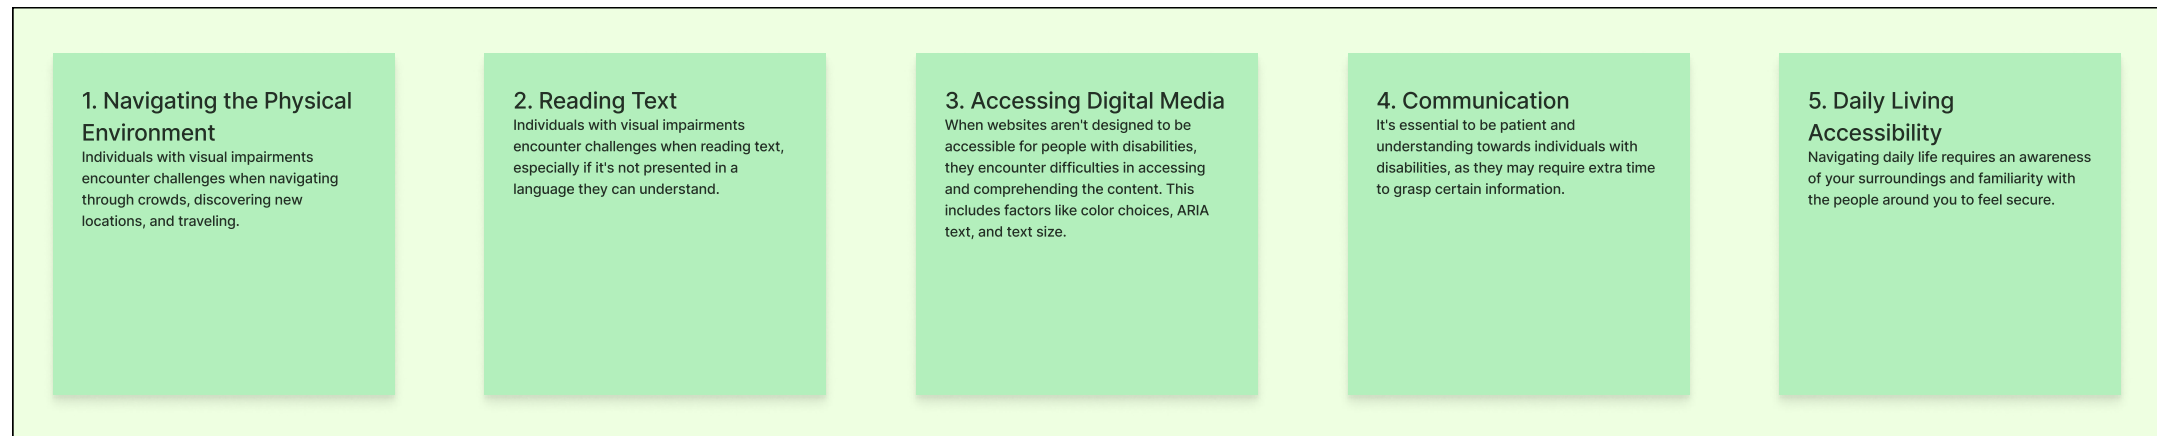 1. Navigating the Physical
Environment
Individuals with visual impairments
encounter challenges when navigating
through crowds, discovering new
locations, and traveling.
2. Reading Text
Individuals with visual impairments
encounter challenges when reading text,
especially if it's not presented in a
language they can understand.
3. Accessing Digital Media
When websites aren't designed to be
accessible for people with disabilities,
they encounter difficulties in accessing
and comprehending the content. This
includes factors like color choices, ARIA
text, and text size.
4. Communication
It's essential to be patient and
understanding towards individuals with
disabilities, as they may require extra time
to grasp certain information.
5. Daily Living
Accessibility
Navigating daily life requires an awareness
of your surroundings and familiarity with
the people around you to feel secure.